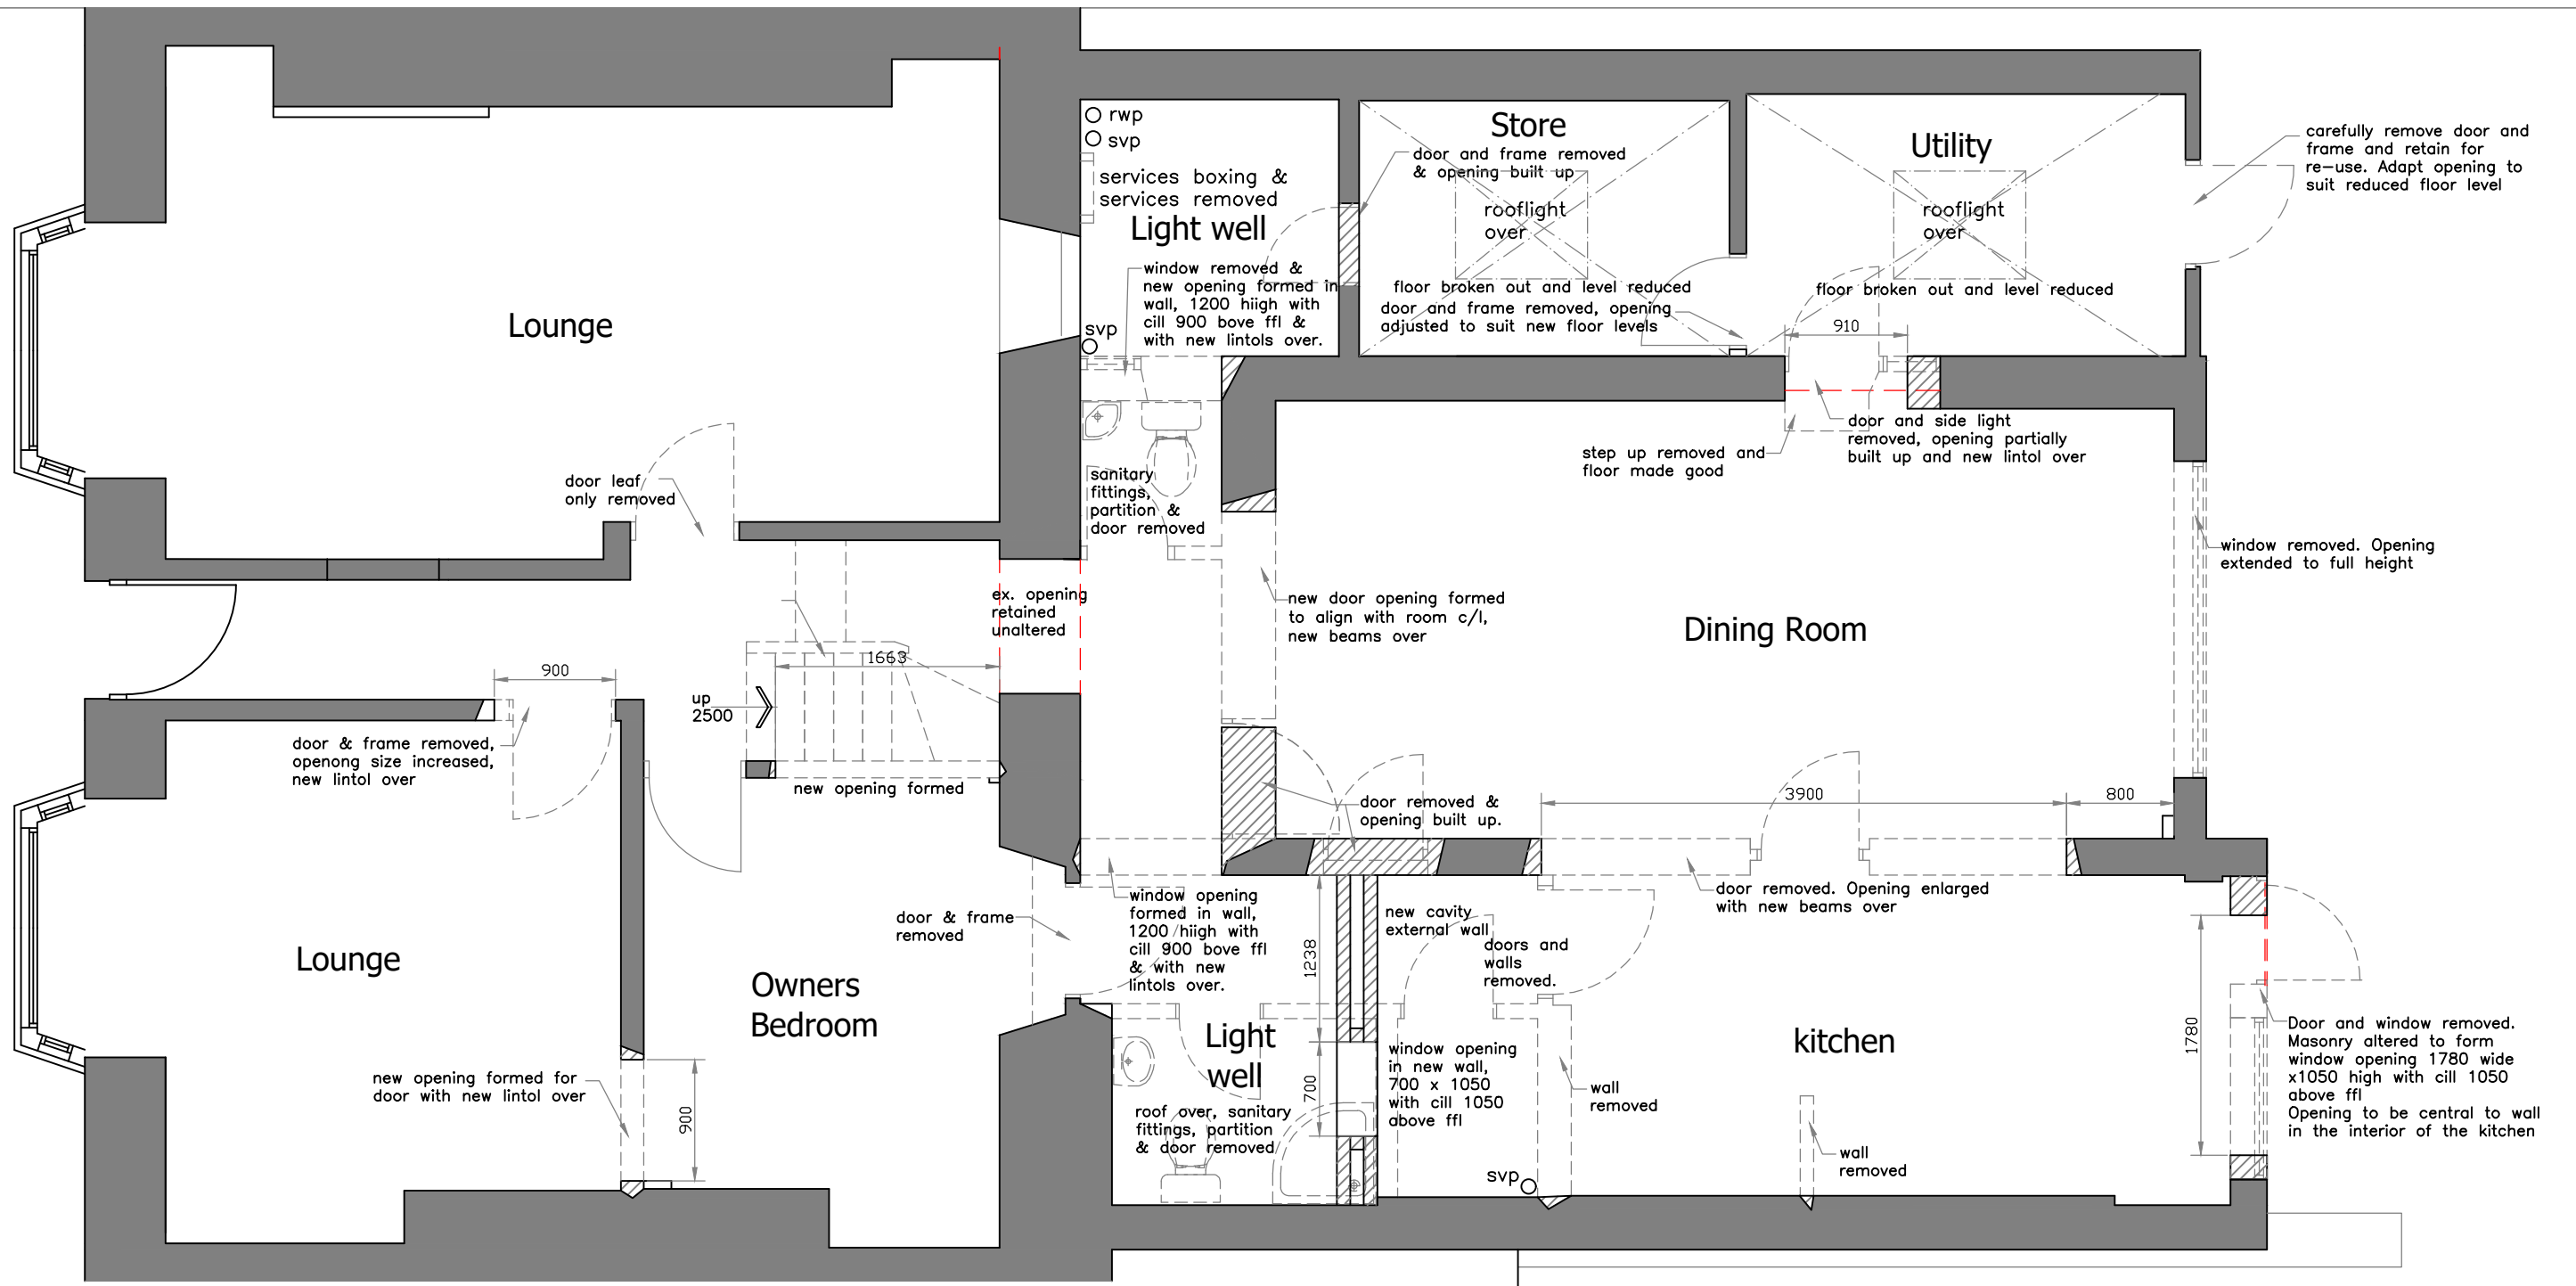 rwp
svp
services boxing &
services removed
Light well
window removed &
new opening formed in
wall, 1200 hiigh with
cill 900 bove ffl &
with new lintols over.
svp
Store
door and frame removed
& opening built up
rooflight
over
floor broken out and level reduced
door and frame removed, opening
adjusted to suit new floor levels
Utility
rooflight
over
floor broken out and level reduced
910
carefully remove door and
frame and retain for
re-use. Adapt opening to
suit reduced floor level
Lounge
door leaf
only removed
sanitary
fittings,
partition &
door removed
step up removed and
floor made good
door and side light
removed, opening partially
built up and new lintol over
window removed. Opening
extended to full height
ex. opening
retained
unaltered
new door opening formed
to align with room c/l,
new beams over
Dining Room
900
1663
up
2500
door & frame removed,
openong size increased,
new lintol over
new opening formed
door removed &
opening built up.
3900
800
door removed. Opening enlarged
with new beams over
door & frame
removed
window opening
formed in wall,
1200 hiigh with
cill 900 bove ffl
& with new
lintols over.
1238
new cavity
external wall
doors and
walls
removed.
Lounge
Owners
Bedroom
Light
well
kitchen
1780
Door and window removed.
Masonry altered to form
window opening 1780 wide
x1050 high with cill 1050
above ffl
Opening to be central to wall
in the interior of the kitchen
new opening formed for
door with new lintol over
900
roof over, sanitary
fittings, partition
& door removed
700
window opening
in new wall,
700 x 1050
with cill 1050
above ffl
wall
removed
wall
removed
svp